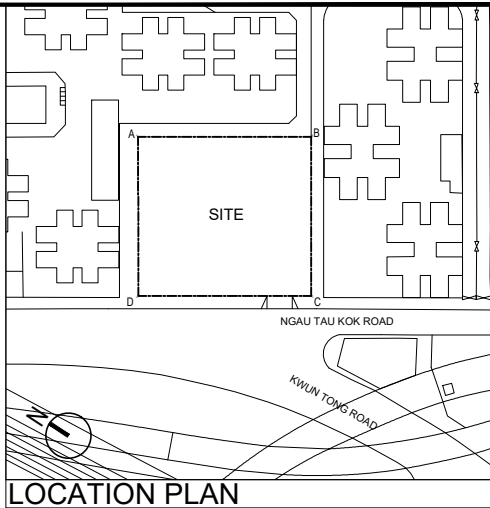 A
B
SITE
D
C
NGAU TAU KOK ROAD
KWUN TONG ROAD
N
LOCATION PLAN